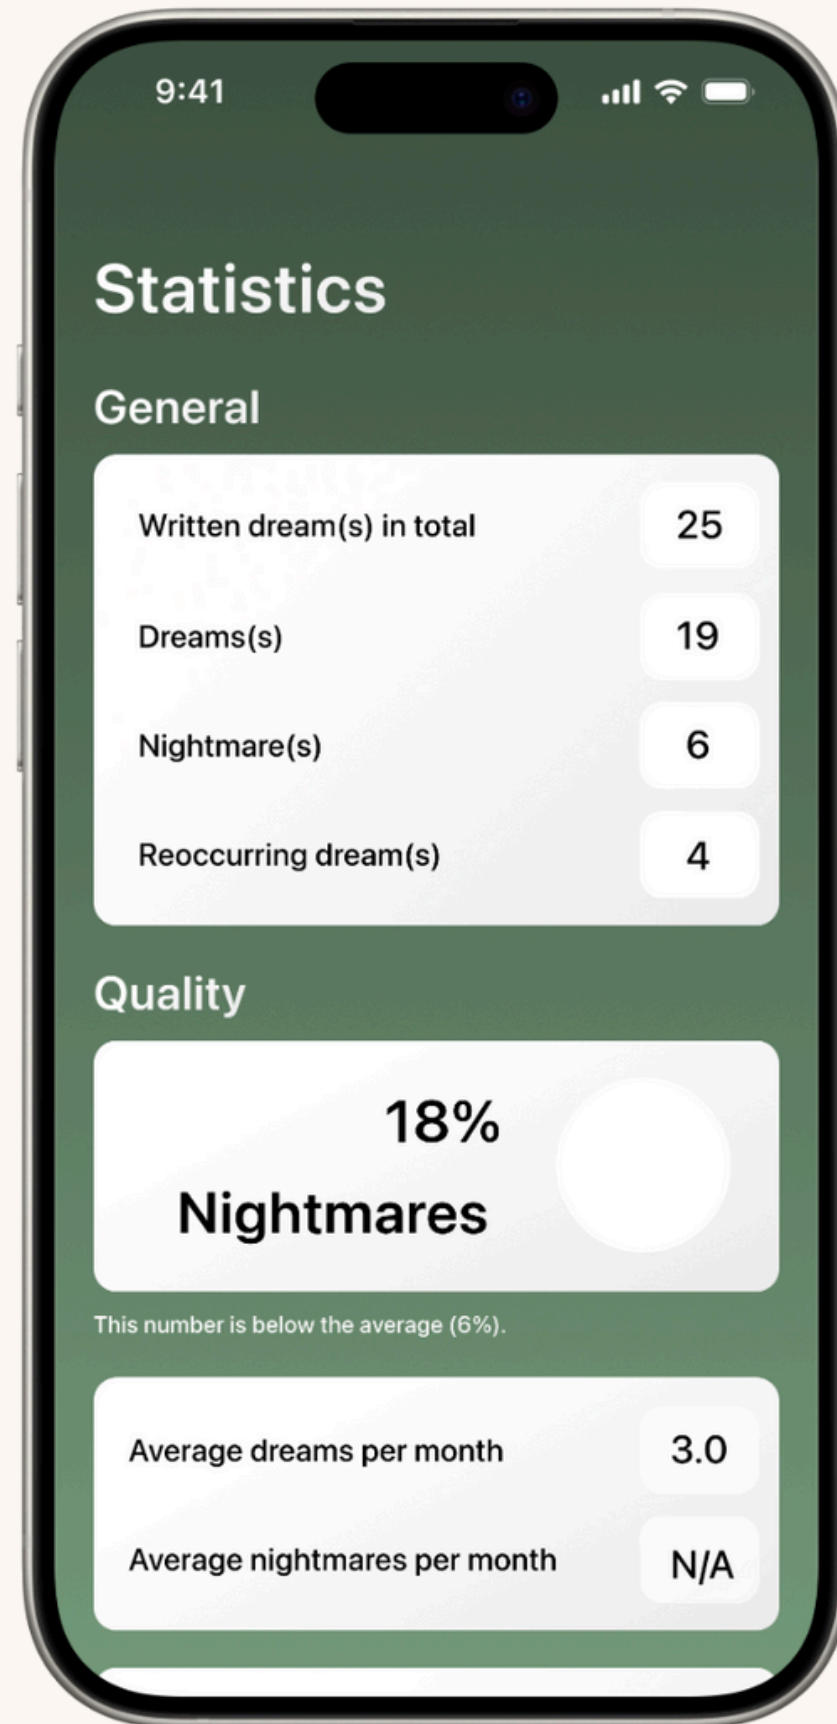 9:41
Statistics
General
Written dream(s) in total 25
Dreams(s) 19
Nightmare(s) 6
Reoccurring dream(s) 4
Quality
18%
Nightmares
This number is below the average (6%).
Average dreams per month 3.0
Average nightmares per month N/A